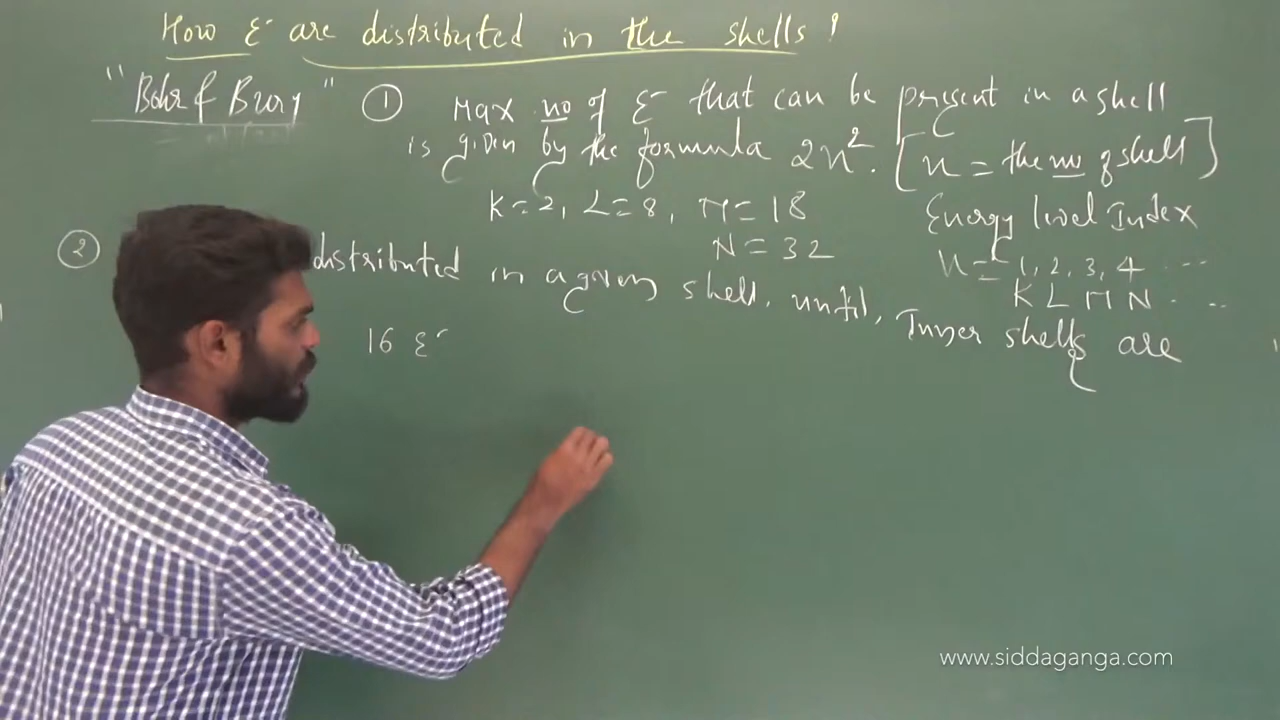 How ε⁻ are distributed in the shells?
"Bohr & Bury" ① Max no of ε⁻ that can be present in a shell
is given by the formula 2n². [n = the no of shell]
K=2, L=8, M=18
N=32
Energy level Index
n= 1, 2, 3, 4 ...
K L M N ...
② distributed in a given shell, until, Inner shells are
16 ε⁻
www.siddaganga.com